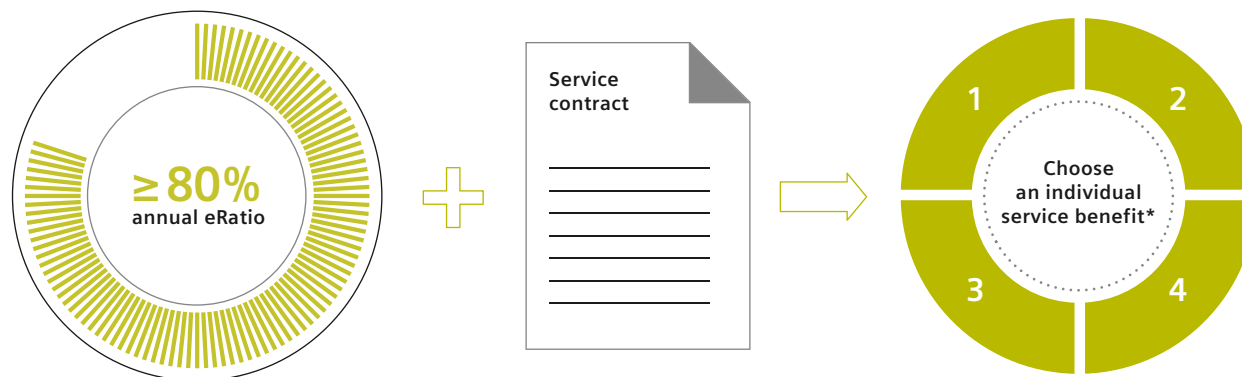 ≥ 80%
annual eRatio
Service
contract
1
2
Choose
an individual
service benefit*
3
4